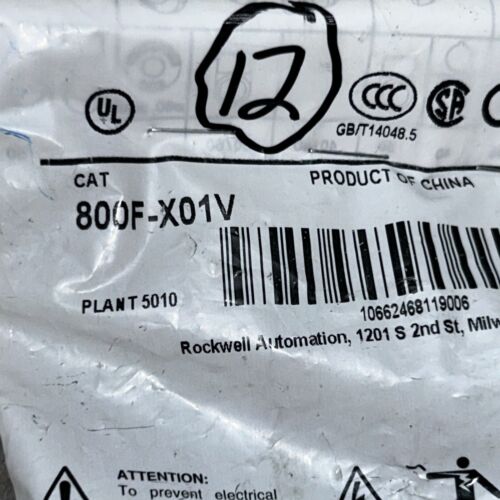 12
UL
CCC
SA
GB/T14048.5
CAT
PRODUCT OF CHINA
800F-X01V
PLANT 5010
10662468119006
Rockwell Automation, 1201 S 2nd St, Milw
ATTENTION:
To prevent electrical